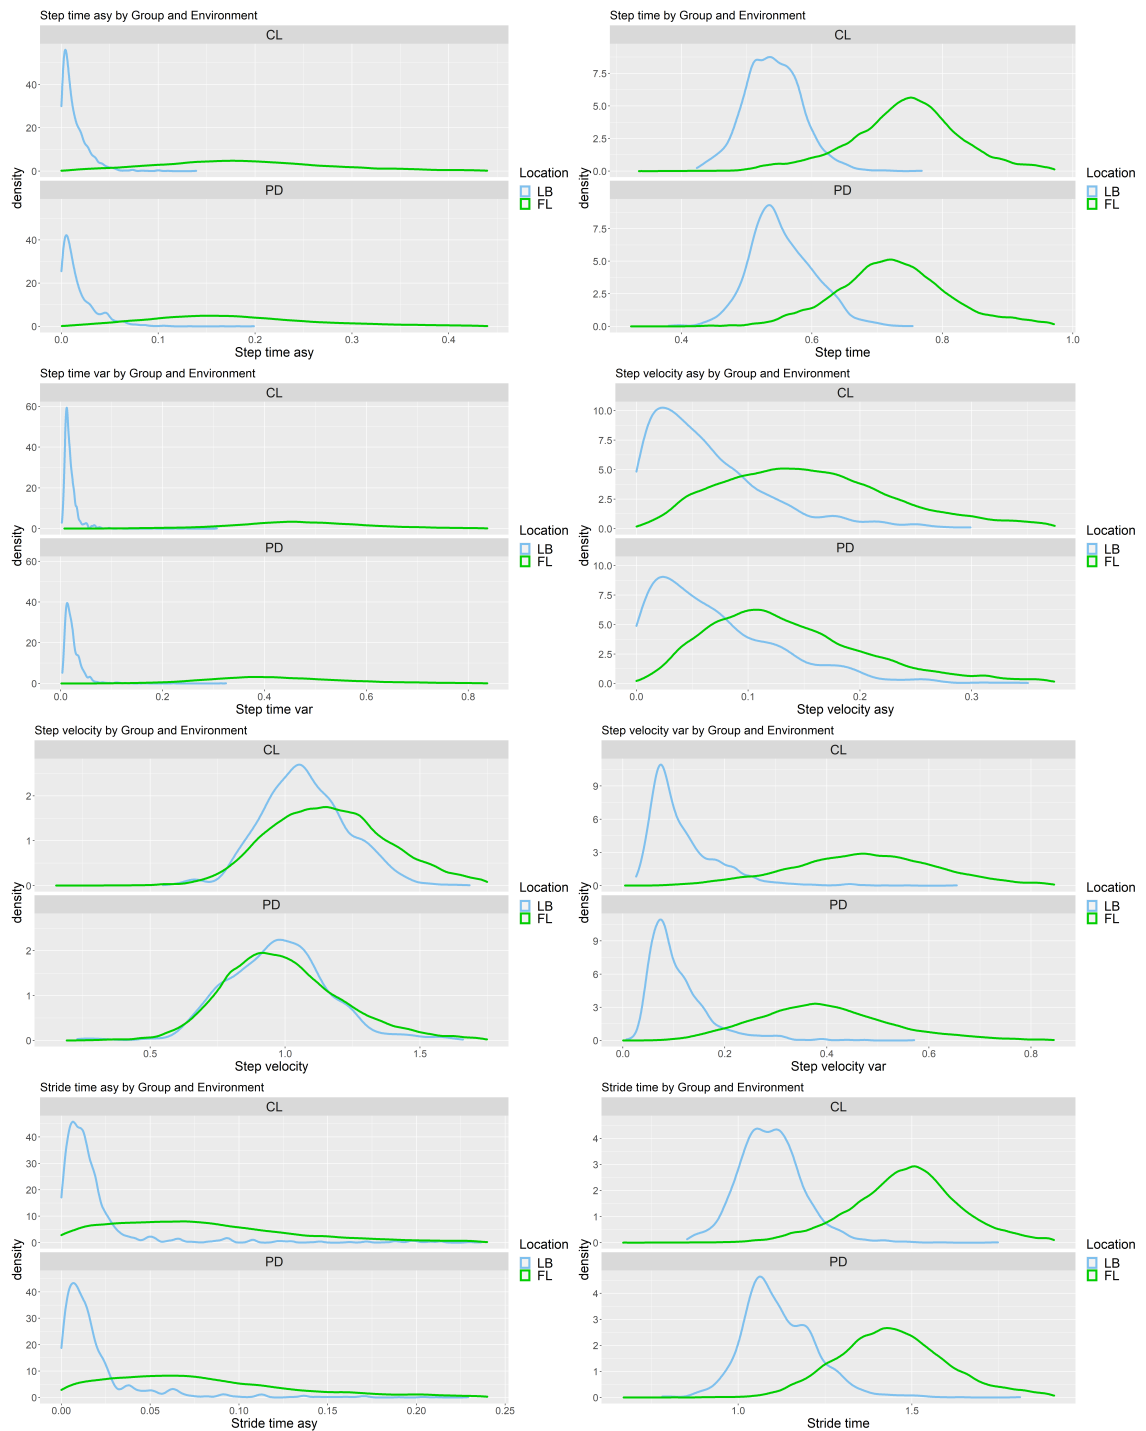 Step time asy by Group and Environment
CL
40
20
0
PD
40
20
0
0.0 0.1 0.2 0.3 0.4
Step time asy
density
Location
LB
FL
Step time by Group and Environment
CL
7.5
5.0
2.5
0.0
PD
7.5
5.0
2.5
0.0
0.4 0.6 0.8 1.0
Step time
density
Location
LB
FL
Step time var by Group and Environment
CL
60
40
20
0
PD
60
40
20
0
0.0 0.2 0.4 0.6 0.8
Step time var
density
Location
LB
FL
Step velocity asy by Group and Environment
CL
10.0
7.5
5.0
2.5
0.0
PD
10.0
7.5
5.0
2.5
0.0
0.0 0.1 0.2 0.3
Step velocity asy
density
Location
LB
FL
Step velocity by Group and Environment
CL
2
1
0
PD
2
1
0
0.5 1.0 1.5
Step velocity
density
Location
LB
FL
Step velocity var by Group and Environment
CL
9
6
3
0
PD
9
6
3
0
0.0 0.2 0.4 0.6 0.8
Step velocity var
density
Location
LB
FL
Stride time asy by Group and Environment
CL
40
30
20
10
0
PD
40
30
20
10
0
0.00 0.05 0.10 0.15 0.20 0.25
Stride time asy
density
Location
LB
FL
Stride time by Group and Environment
CL
4
3
2
1
0
PD
4
3
2
1
0
1.0 1.5
Stride time
density
Location
LB
FL